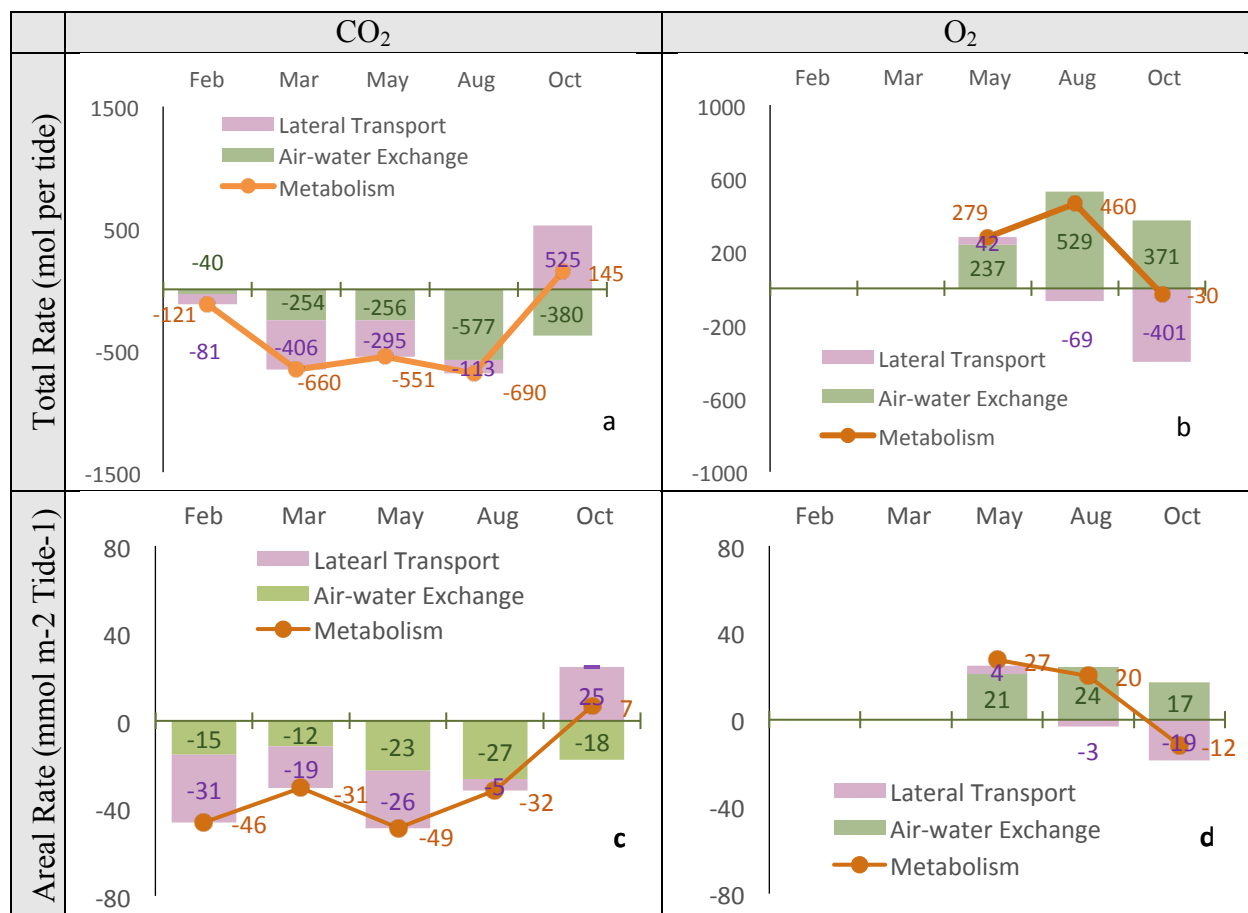 CO2 O2
Total Rate (mol per tide)
Feb Mar May Aug Oct
1500
500
-500
-1500
Lateral Transport
Air-water Exchange
Metabolism
-40
-254
-256
-577
-380
-81
-406
-295
-113
525
-121
-660
-551
-690
145
a
Feb Mar May Aug Oct
1000
600
200
-200
-600
-1000
279
42
237
529
460
371
-30
-69
-401
Lateral Transport
Air-water Exchange
Metabolism
b
Areal Rate (mmol m-2 Tide-1)
Feb Mar May Aug Oct
80
40
0
-40
-80
Latearl Transport
Air-water Exchange
Metabolism
-15
-12
-23
-27
-18
-31
-19
-26
-5
25
-46
-31
-49
-32
7
c
Feb Mar May Aug Oct
80
40
0
-40
-80
4
27
21
24
20
17
-3
-19
-12
Lateral Transport
Air-water Exchange
Metabolism
d